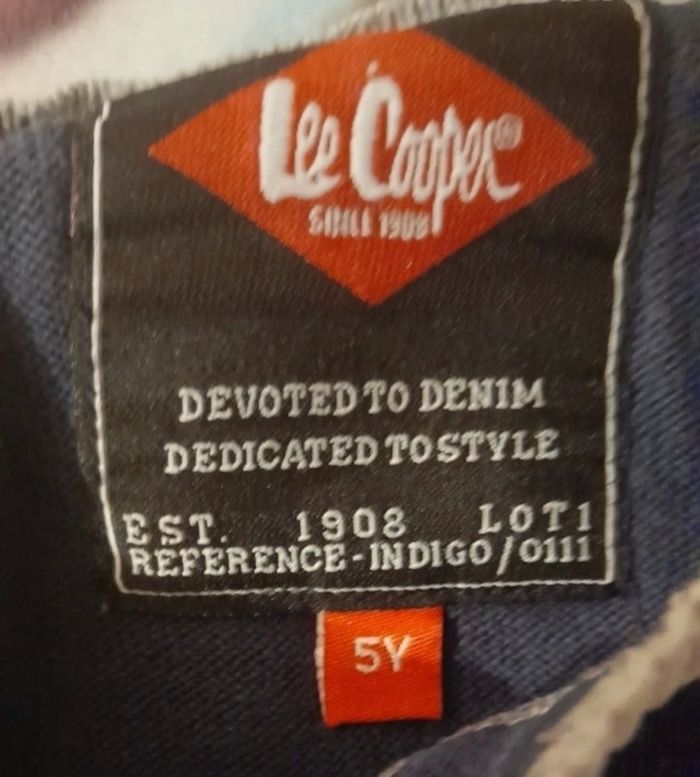 Lee Cooper®
SINCE 1908
DEVOTED TO DENIM
DEDICATED TO STYLE
EST. 1908 LOT1
REFERENCE-INDIGO/0111
5Y